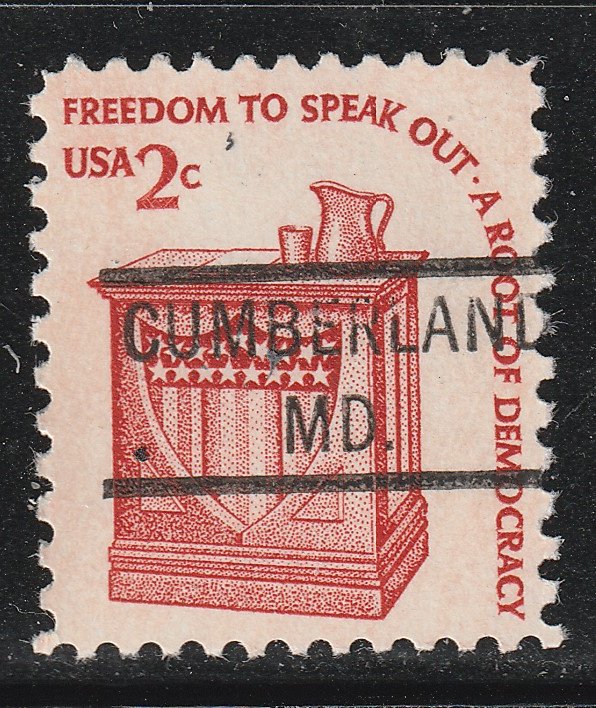 FREEDOM TO SPEAK OUT · A ROOT OF DEMOCRACY
USA 2c
CUMBERLAND
MD.